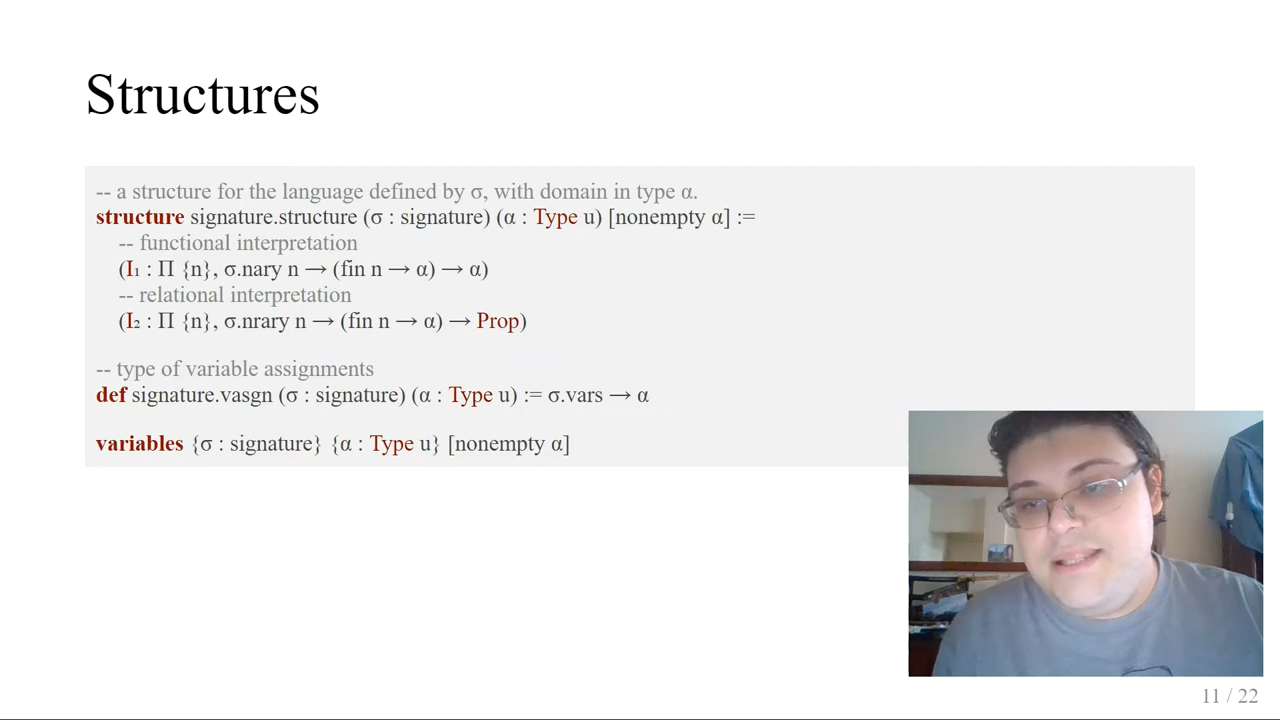 Structures
-- a structure for the language defined by σ, with domain in type α.
structure signature.structure (σ : signature) (α : Type u) [nonempty α] :=
-- functional interpretation
(I₁ : Π {n}, σ.nary n → (fin n → α) → α)
-- relational interpretation
(I₂ : Π {n}, σ.nrary n → (fin n → α) → Prop)
-- type of variable assignments
def signature.vasgn (σ : signature) (α : Type u) := σ.vars → α
variables {σ : signature} {α : Type u} [nonempty α]
11 / 22